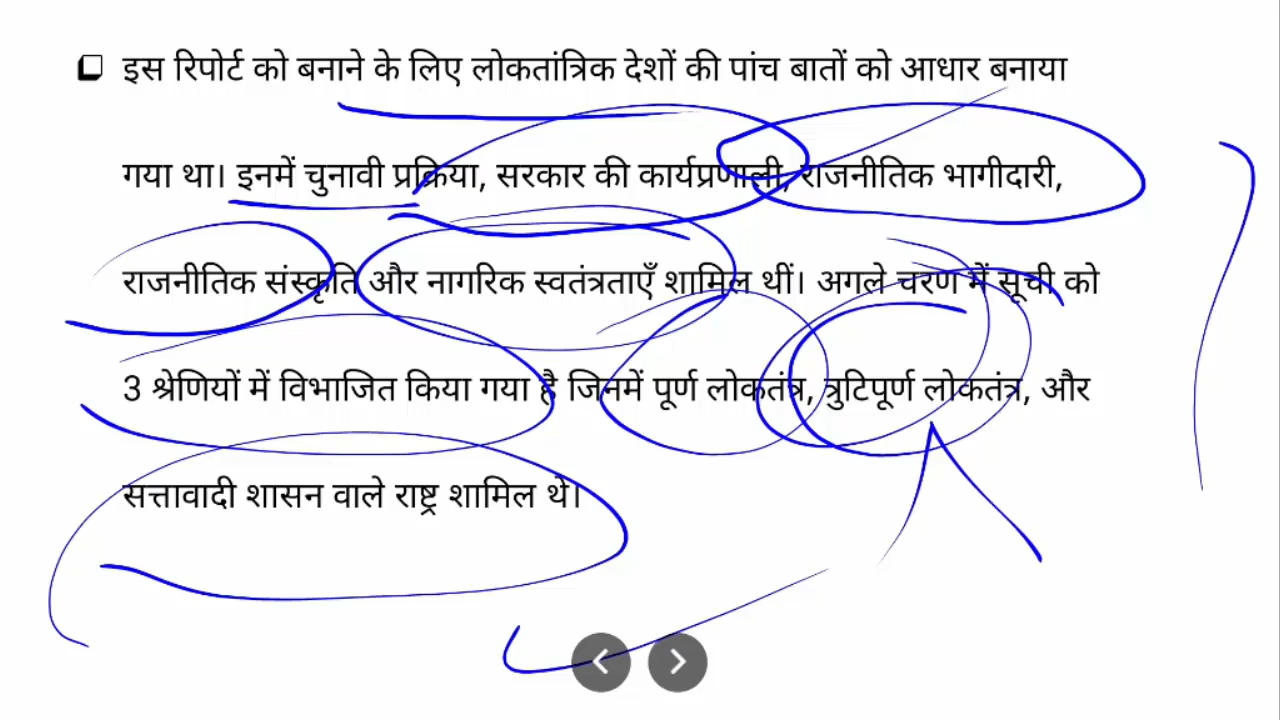 ❑ इस रिपोर्ट को बनाने के लिए लोकतांत्रिक देशों की पांच बातों को आधार बनाया
गया था। इनमें चुनावी प्रक्रिया, सरकार की कार्यप्रणाली, राजनीतिक भागीदारी,
राजनीतिक संस्कृति और नागरिक स्वतंत्रताएँ शामिल थीं। अगले चरण में सूची को
3 श्रेणियों में विभाजित किया गया है जिनमें पूर्ण लोकतंत्र, त्रुटिपूर्ण लोकतंत्र, और
सत्तावादी शासन वाले राष्ट्र शामिल थे।